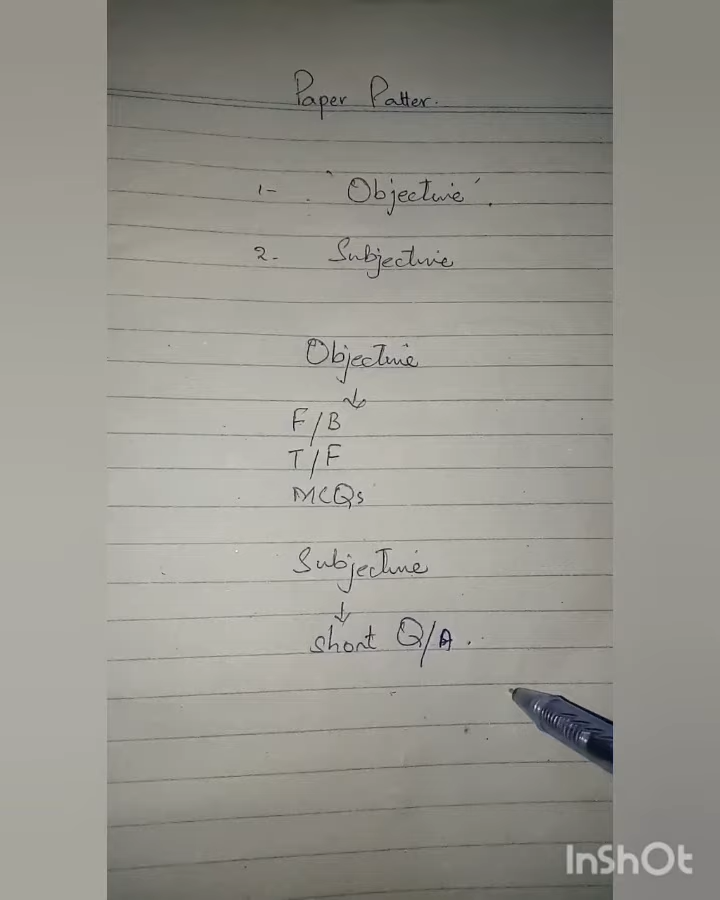 Paper Patter.
1- . "Objective".
2- Subjective
Objective
↓
F/B
T/F
MCQs
Subjective
↓
short Q/A.
InShOt